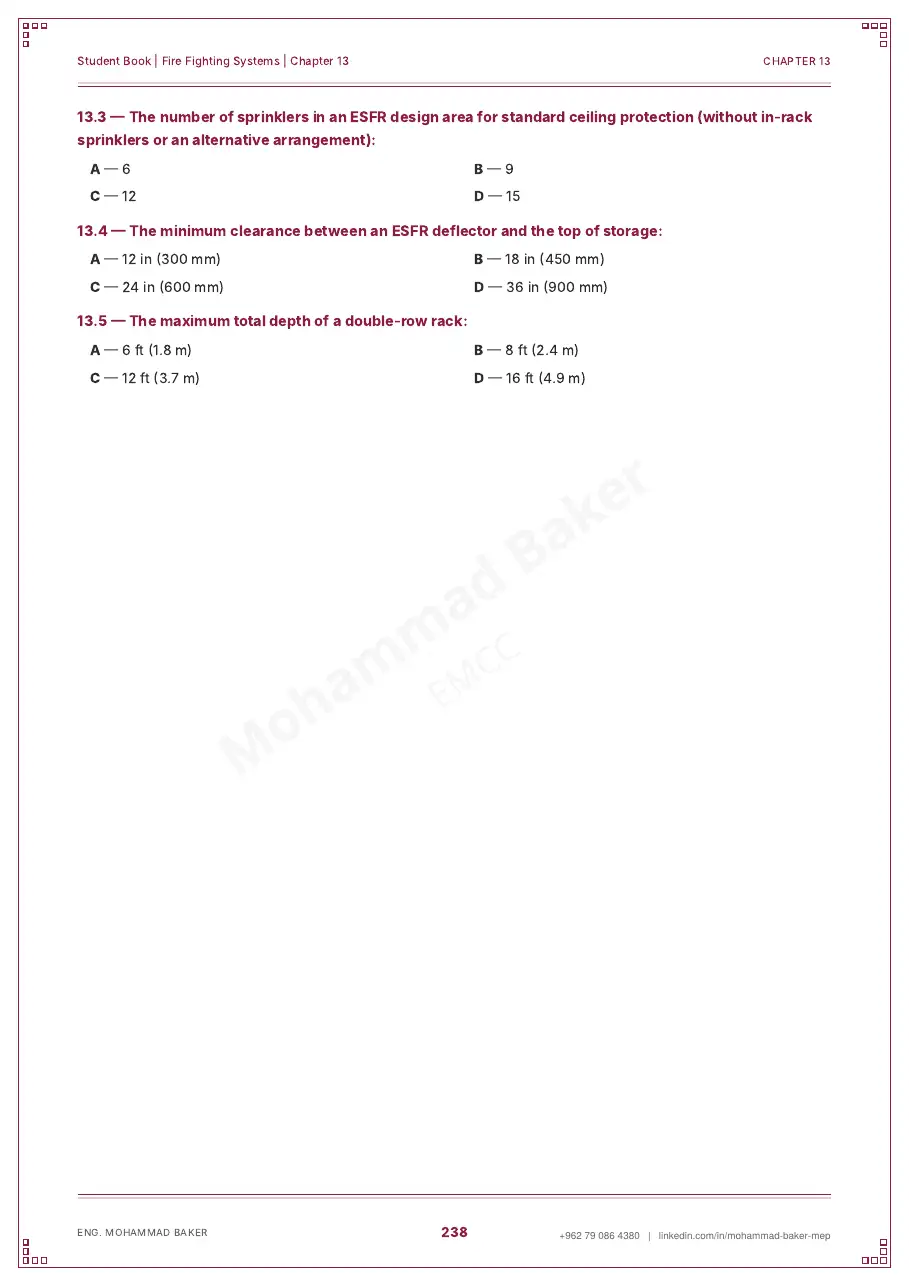 Student Book | Fire Fighting Systems | Chapter 13
CHAPTER 13
13.3 — The number of sprinklers in an ESFR design area for standard ceiling protection (without in-rack
sprinklers or an alternative arrangement):
A — 6
B — 9
C — 12
D — 15
13.4 — The minimum clearance between an ESFR deflector and the top of storage:
A — 12 in (300 mm)
B — 18 in (450 mm)
C — 24 in (600 mm)
D — 36 in (900 mm)
13.5 — The maximum total depth of a double-row rack:
A — 6 ft (1.8 m)
B — 8 ft (2.4 m)
C — 12 ft (3.7 m)
D — 16 ft (4.9 m)
Mohammad Baker
EMCC
ENG. MOHAMMAD BAKER
238
+962 79 086 4380 | linkedin.com/in/mohammad-baker-mep